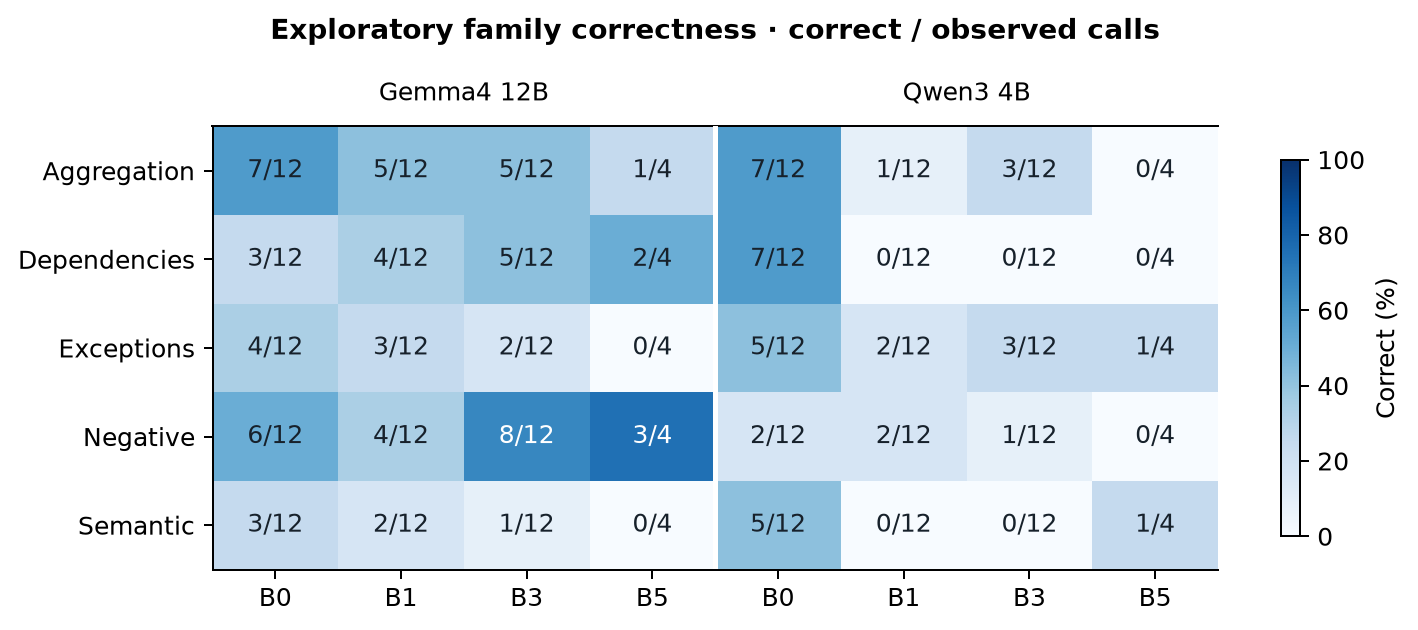 Exploratory family correctness · correct / observed calls
Gemma4 12B Qwen3 4B
Aggregation 7/12 5/12 5/12 1/4 7/12 1/12 3/12 0/4
Dependencies 3/12 4/12 5/12 2/4 7/12 0/12 0/12 0/4
Exceptions 4/12 3/12 2/12 0/4 5/12 2/12 3/12 1/4
Negative 6/12 4/12 8/12 3/4 2/12 2/12 1/12 0/4
Semantic 3/12 2/12 1/12 0/4 5/12 0/12 0/12 1/4
B0 B1 B3 B5 B0 B1 B3 B5
100
80
60
40
20
0
Correct (%)